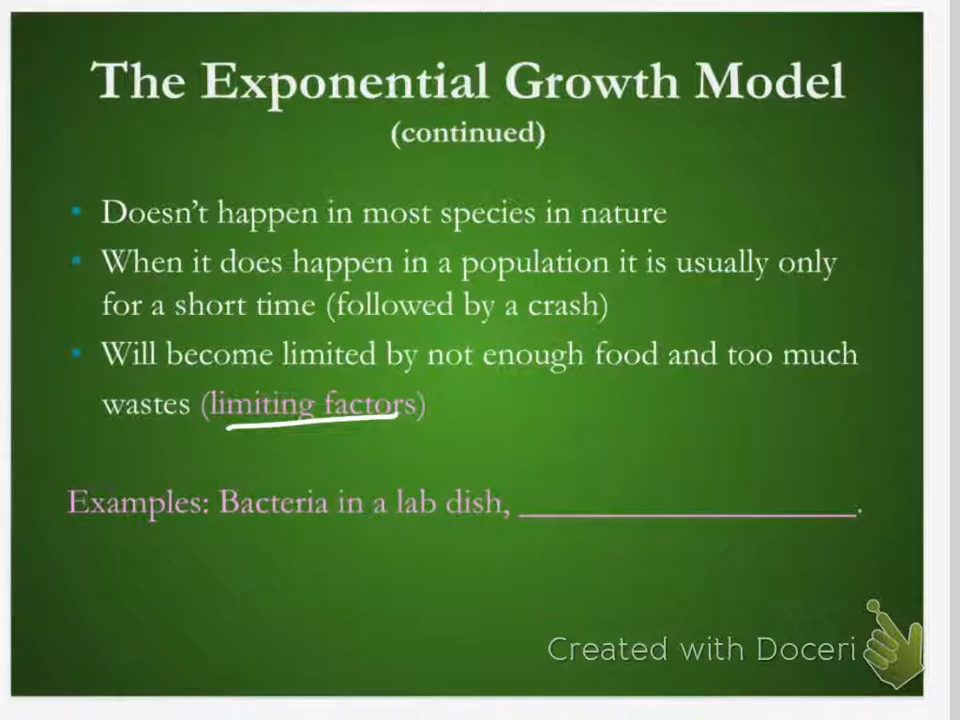 The Exponential Growth Model
(continued)
• Doesn't happen in most species in nature
• When it does happen in a population it is usually only
for a short time (followed by a crash)
• Will become limited by not enough food and too much
wastes (limiting factors)
Examples: Bacteria in a lab dish, ____________________.
Created with Doceri